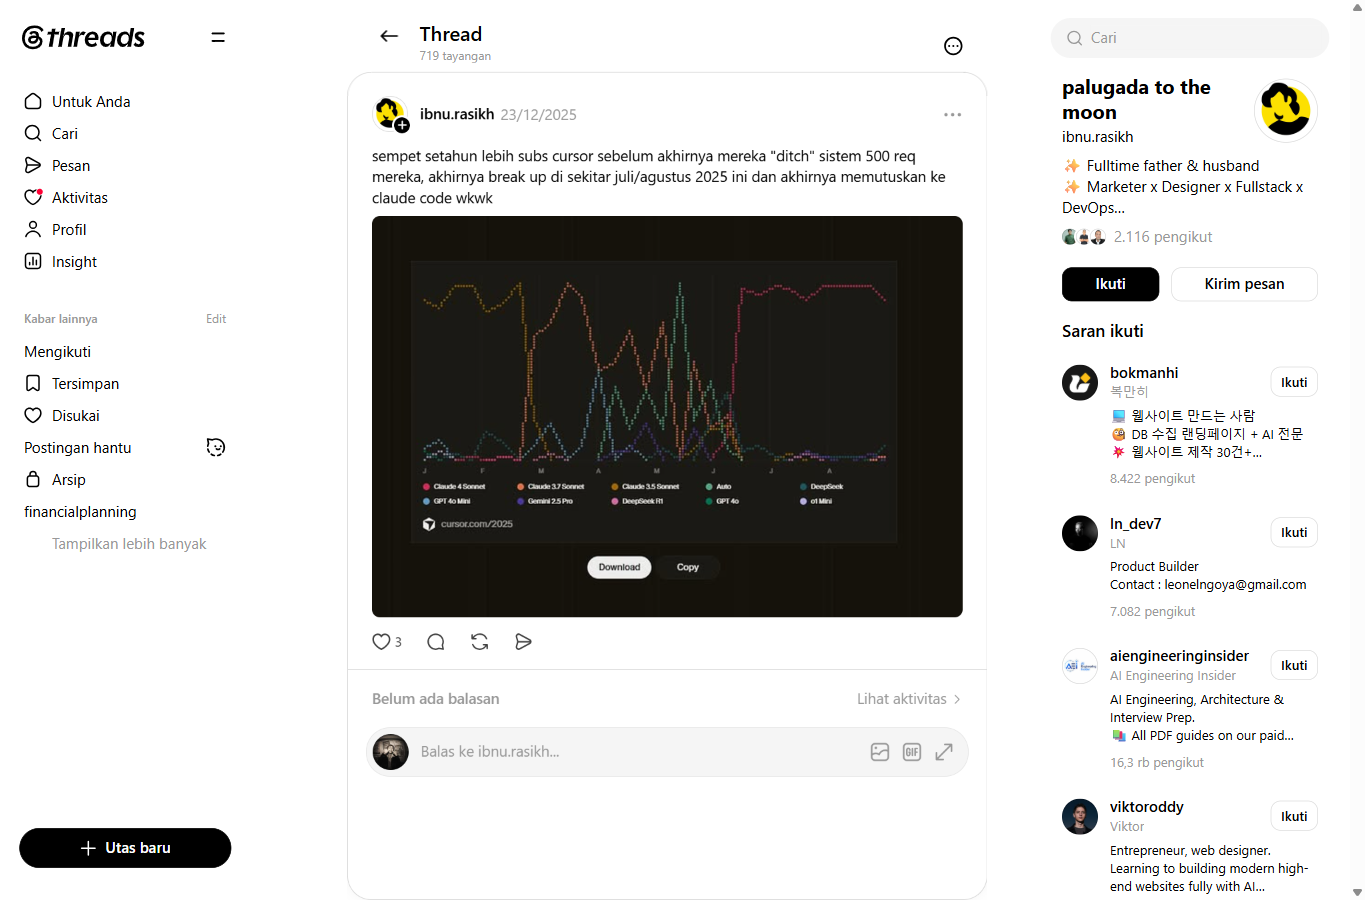 threads
Untuk Anda
Cari
Pesan
Aktivitas
Profil
Insight
Kabar lainnya
Edit
Mengikuti
Tersimpan
Disukai
Postingan hantu
Arsip
financialplanning
Tampilkan lebih banyak
Utas baru
Thread
719 tayangan
ibnu.rasikh 23/12/2025
sempet setahun lebih subs cursor sebelum akhirnya mereka "ditch" sistem 500 req
mereka, akhirnya break up di sekitar juli/agustus 2025 ini dan akhirnya memutuskan ke
claude code wkwk
J F M A M J J A
Claude 4 Sonnet Claude 3.7 Sonnet Claude 3.5 Sonnet Auto DeepSeek
GPT 4o Mini Gemini 2.5 Pro DeepSeek R1 GPT 4o o1 Mini
cursor.com/2025
Download Copy
3
Belum ada balasan
Lihat aktivitas
Balas ke ibnu.rasikh...
GIF
Cari
palugada to the
moon
ibnu.rasikh
✨ Fulltime father & husband
✨ Marketer x Designer x Fullstack x
DevOps...
2.116 pengikut
Ikuti
Kirim pesan
Saran ikuti
bokmanhi
복만히
Ikuti
웹사이트 만드는 사람
DB 수집 랜딩페이지 + AI 전문
웹사이트 제작 30건+...
8.422 pengikut
ln_dev7
LN
Ikuti
Product Builder
Contact : leonelngoya@gmail.com
7.082 pengikut
aiengineeringinsider
AI Engineering Insider
Ikuti
AI Engineering, Architecture &
Interview Prep.
All PDF guides on our paid...
16,3 rb pengikut
viktoroddy
Viktor
Ikuti
Entrepreneur, web designer.
Learning to building modern high-
end websites fully with AI...